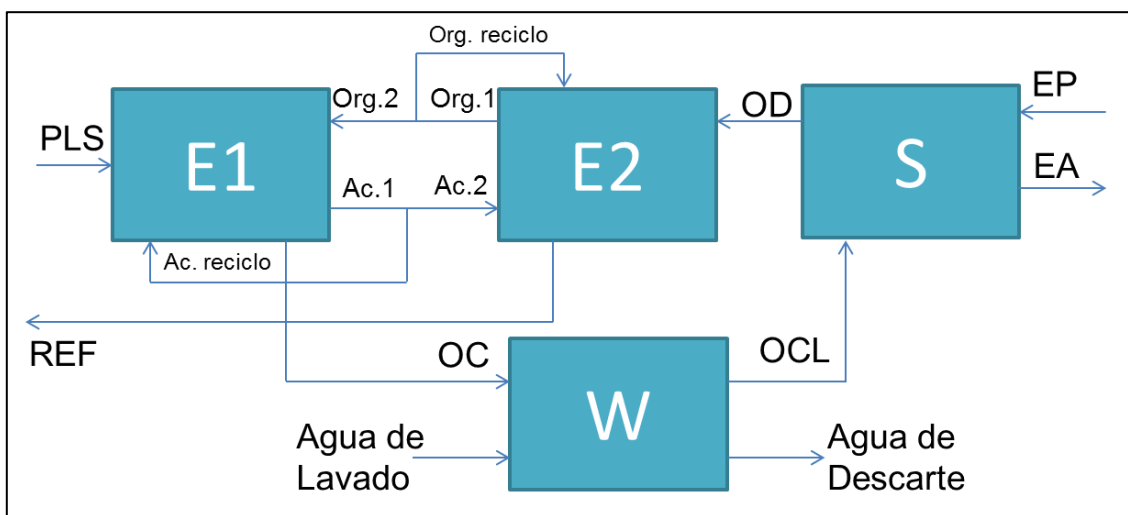 Org. reciclo
PLS
E1
Org.2
Org.1
E2
OD
S
EP
EA
Ac.1
Ac.2
Ac. reciclo
REF
OC
W
OCL
Agua de
Lavado
Agua de
Descarte